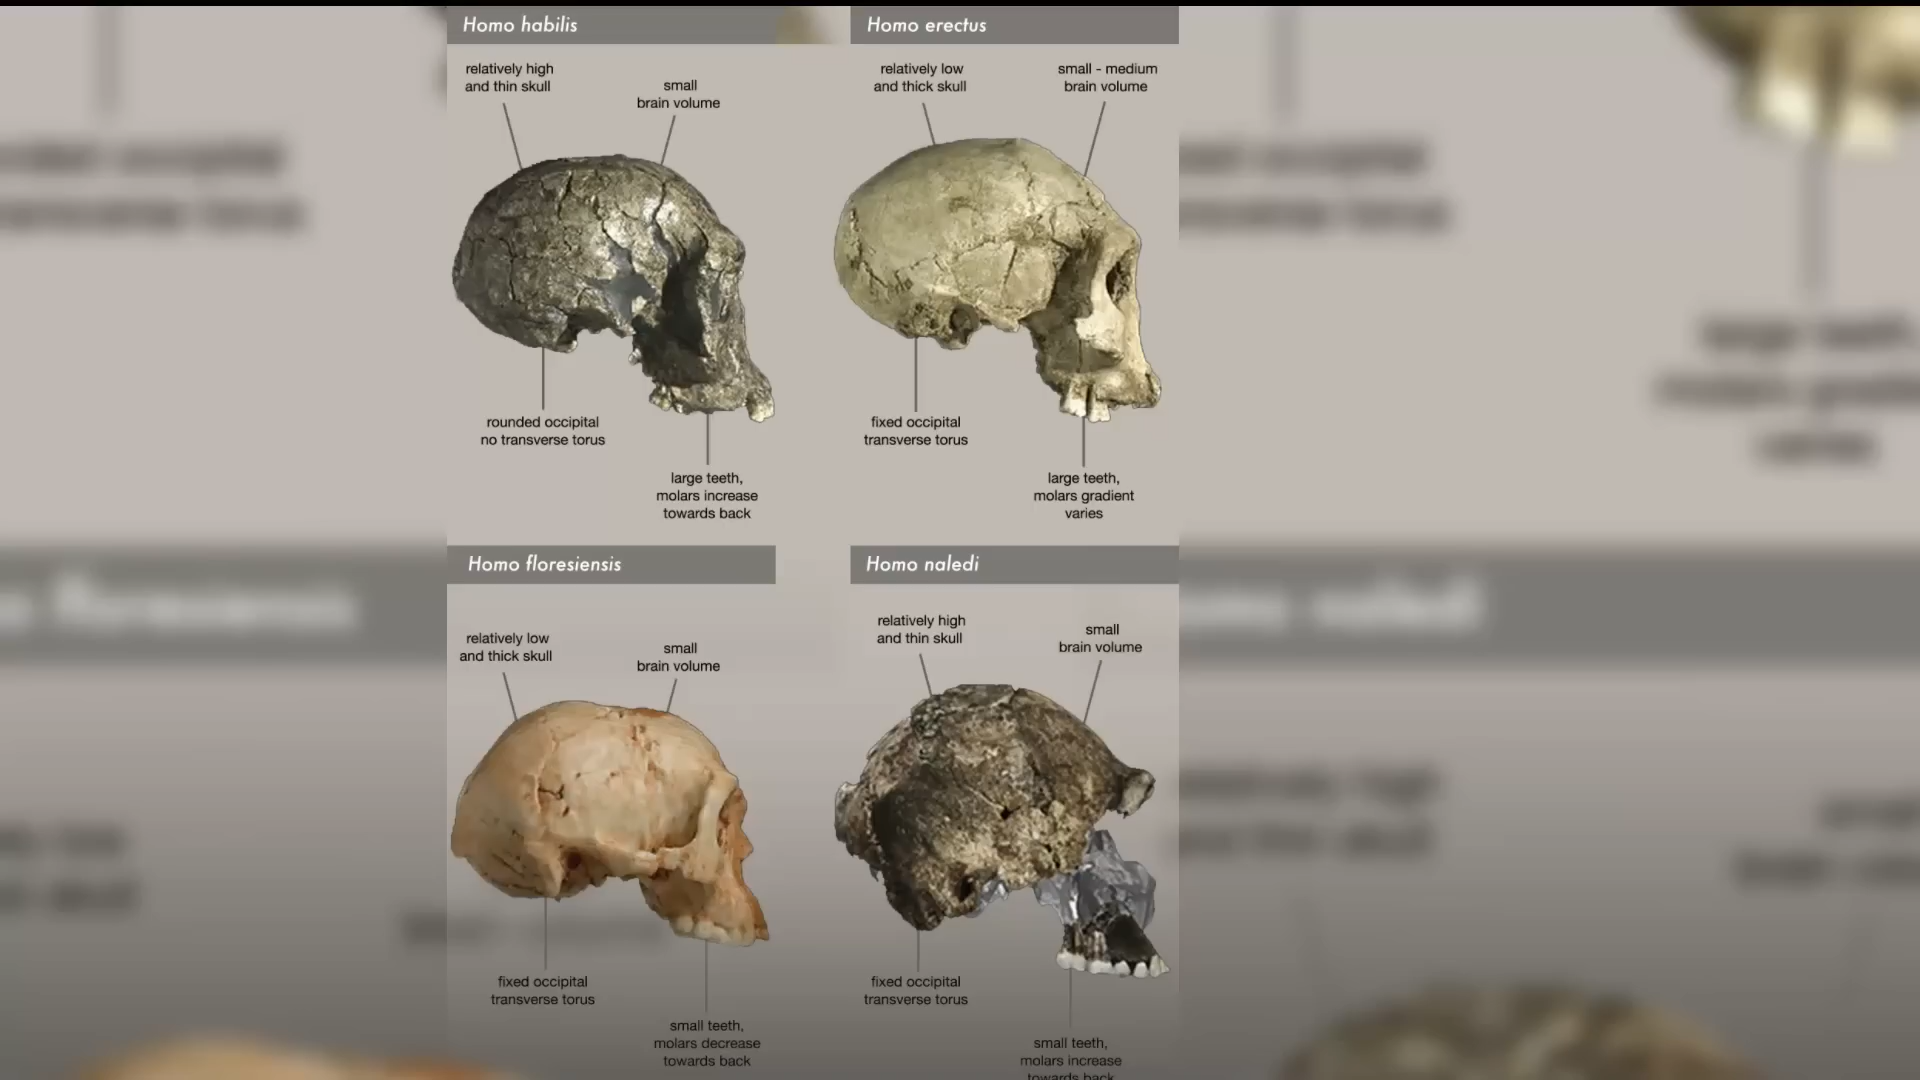 Homo habilis
relatively high
and thin skull
small
brain volume
rounded occipital
no transverse torus
large teeth,
molars increase
towards back
Homo erectus
relatively low
and thick skull
small - medium
brain volume
fixed occipital
transverse torus
large teeth,
molars gradient
varies
Homo floresiensis
relatively low
and thick skull
small
brain volume
fixed occipital
transverse torus
small teeth,
molars decrease
towards back
Homo naledi
relatively high
and thin skull
small
brain volume
fixed occipital
transverse torus
small teeth,
molars increase
towards back